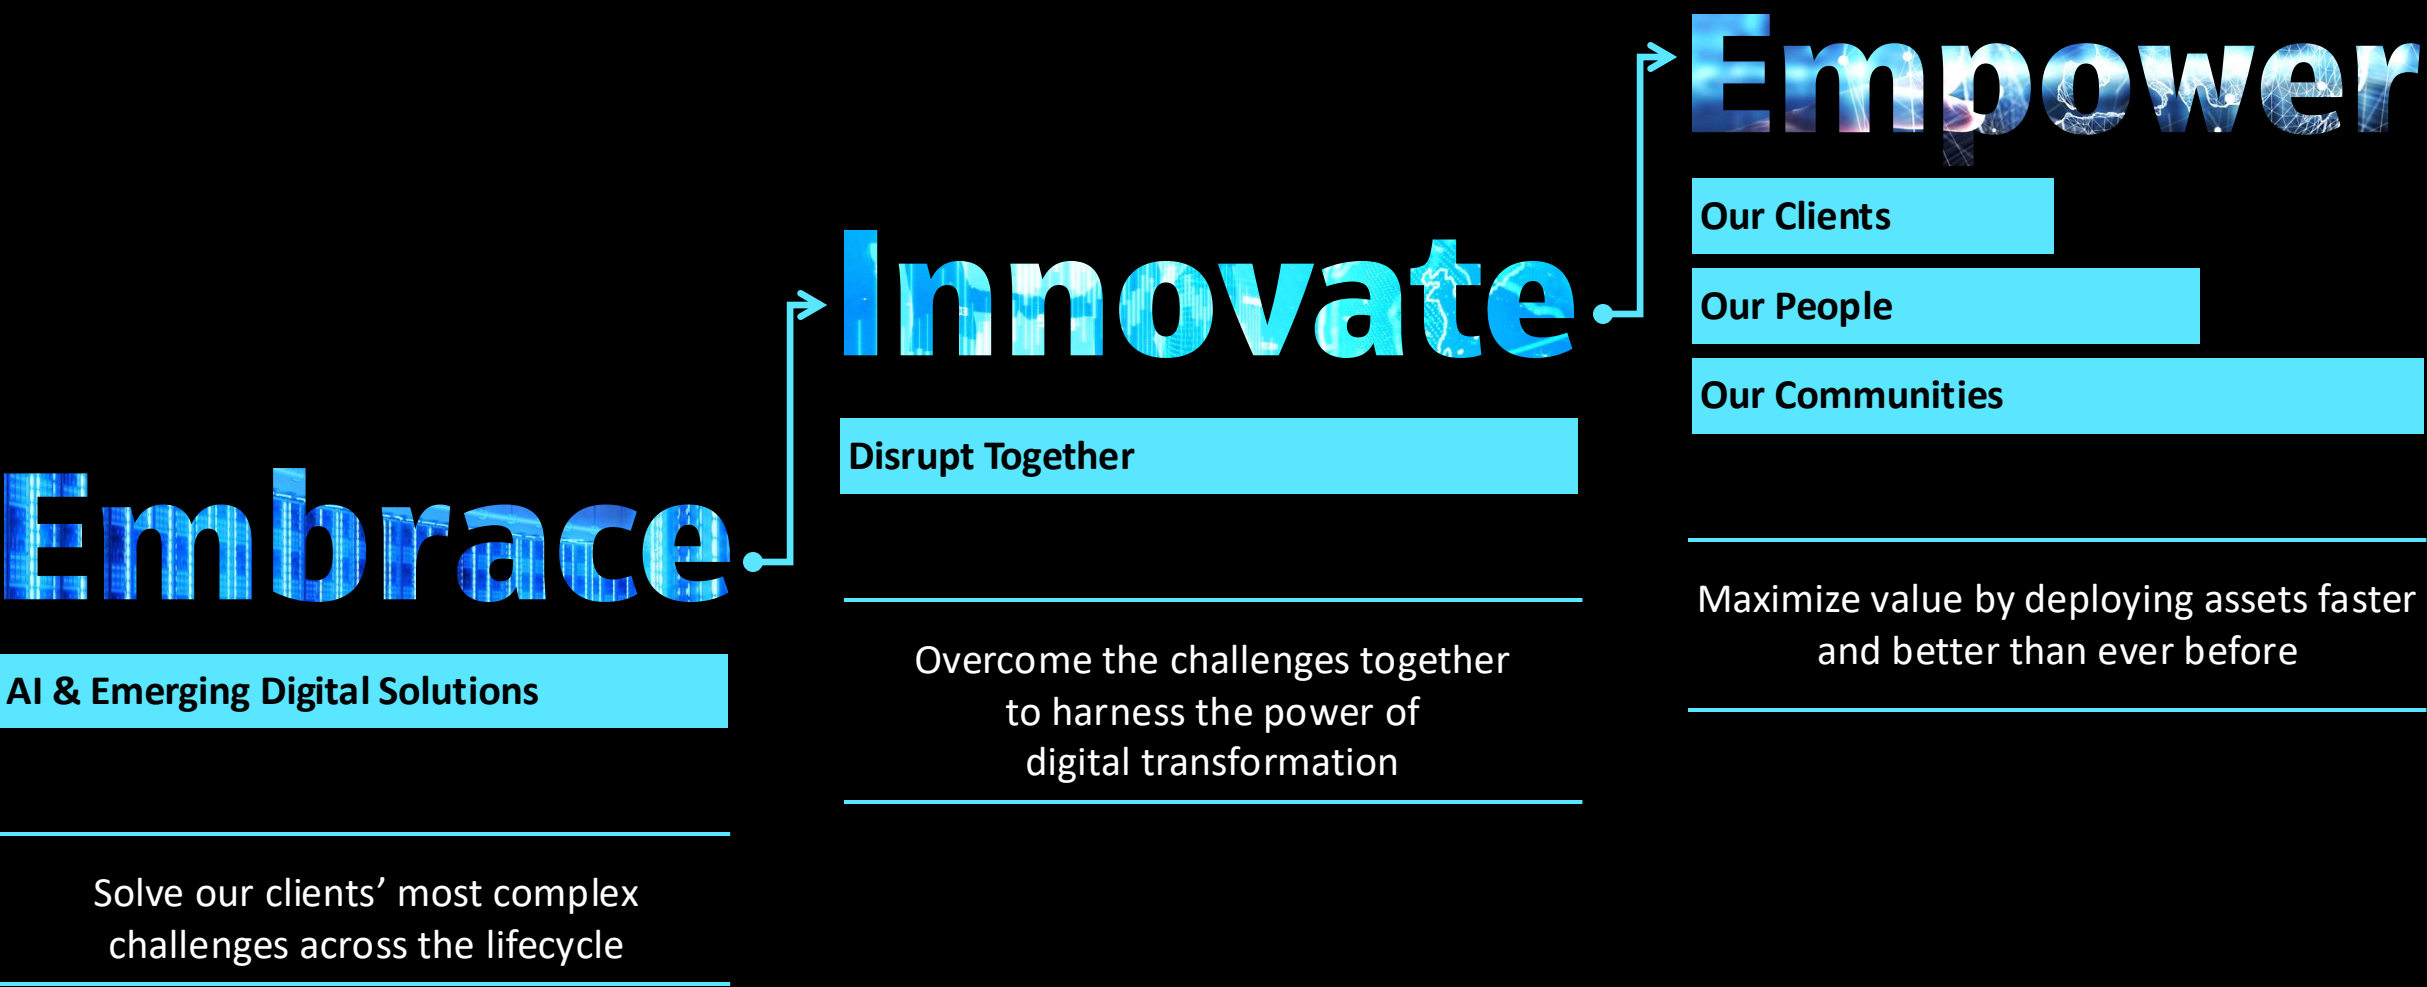 Embrace
AI & Emerging Digital Solutions
Solve our clients’ most complex
challenges across the lifecycle
Innovate
Disrupt Together
Overcome the challenges together
to harness the power of
digital transformation
Empower
Our Clients
Our People
Our Communities
Maximize value by deploying assets faster
and better than ever before